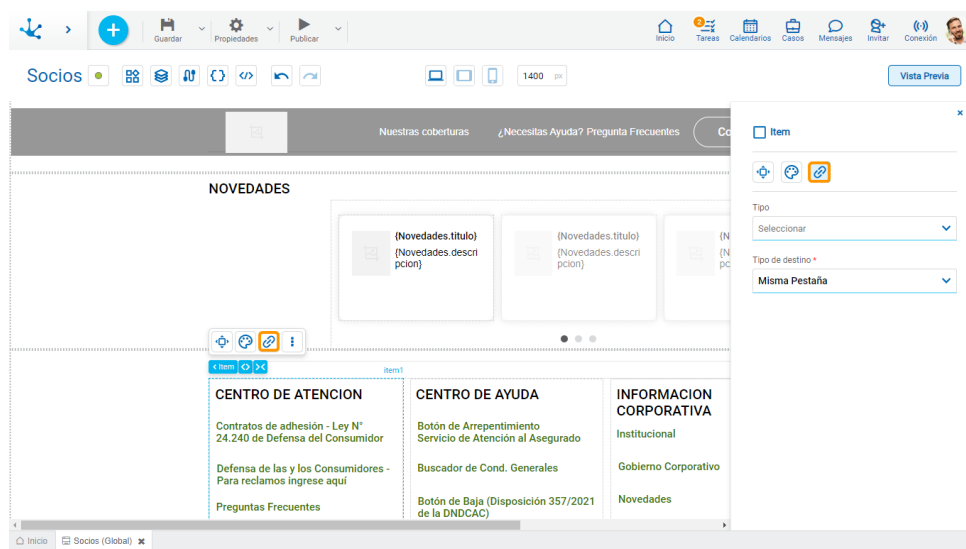 Guardar
Propiedades
Publicar
Inicio
2
Tareas
Calendarios
Casos
Mensajes
Invitar
Conexión
Socios
1400 px
Vista Previa
Nuestras coberturas
¿Necesitas Ayuda? Pregunta Frecuentes
Co
Item
NOVEDADES
Tipo
Seleccionar
{Novedades.titulo}
{Novedades.descri
pcion}
{Novedades.titulo}
{Novedades.descri
pcion}
{N
{N
pc
Tipo de destino *
Misma Pestaña
Item
item1
CENTRO DE ATENCION
Contratos de adhesión - Ley N°
24.240 de Defensa del Consumidor
Defensa de las y los Consumidores -
Para reclamos ingrese aquí
Preguntas Frecuentes
CENTRO DE AYUDA
Botón de Arrepentimiento
Servicio de Atención al Asegurado
Buscador de Cond. Generales
Botón de Baja (Disposición 357/2021
de la DNDCAC)
INFORMACION
CORPORATIVA
Institucional
Gobierno Corporativo
Novedades
Inicio
Socios (Global)